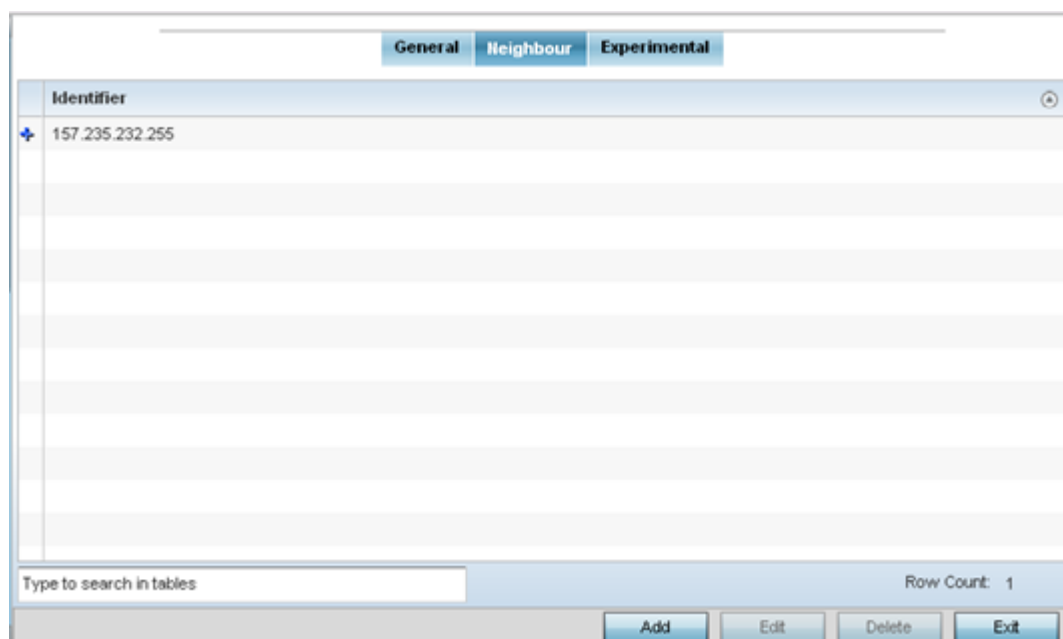 General Neighbour Experimental
Identifier
157.235.232.255
Type to search in tables Row Count: 1
Add Edit Delete Exit